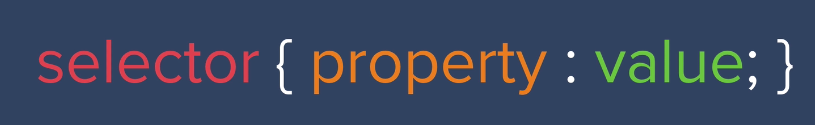 selector { property : value; }